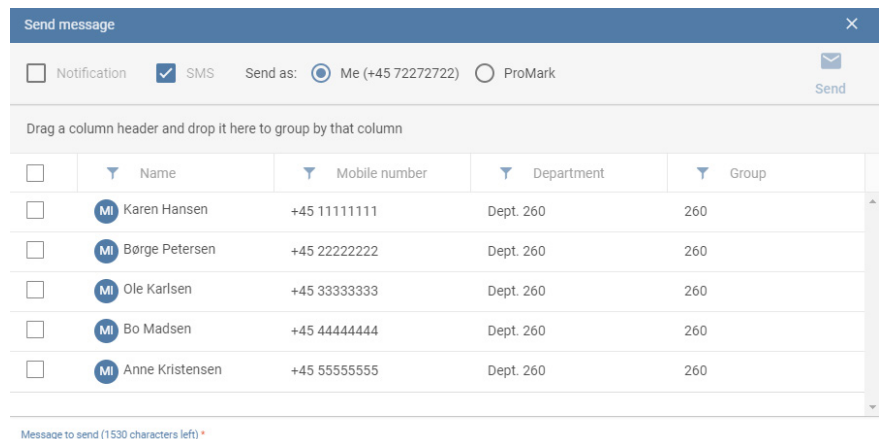 Send message
Notification SMS Send as: Me (+45 72272722) ProMark
Send
Drag a column header and drop it here to group by that column
Name Mobile number Department Group
MI Karen Hansen +45 11111111 Dept. 260 260
MI Børge Petersen +45 22222222 Dept. 260 260
MI Ole Karlsen +45 33333333 Dept. 260 260
MI Bo Madsen +45 44444444 Dept. 260 260
MI Anne Kristensen +45 55555555 Dept. 260 260
Message to send (1530 characters left) *